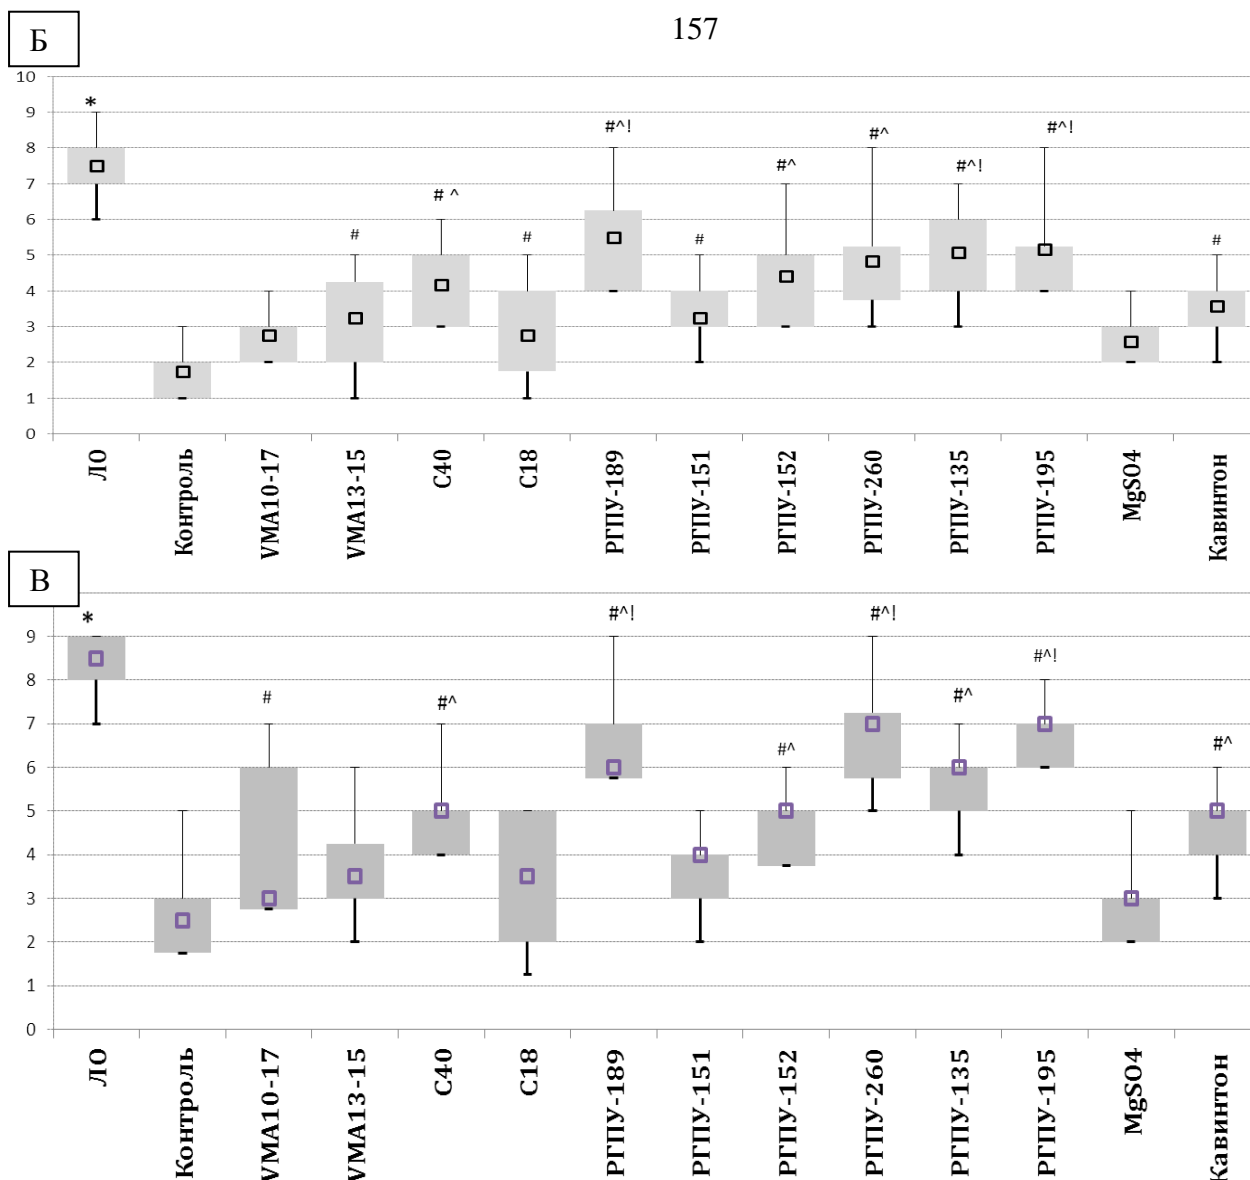 157
Б
10
9
8
7
6
5
4
3
2
1
0
*
#
# ^
#
#^!
#
#^
#^
#^!
#^!
#
ЛО
Контроль
VMA10-17
VMA13-15
C40
C18
РГПУ-189
РГПУ-151
РГПУ-152
РГПУ-260
РГПУ-135
РГПУ-195
MgSO4
Кавинтон
В
9
8
7
6
5
4
3
2
1
0
*
#
#^
#^!
#^
#^!
#^
#^!
#^
ЛО
Контроль
VMA10-17
VMA13-15
C40
C18
РГПУ-189
РГПУ-151
РГПУ-152
РГПУ-260
РГПУ-135
РГПУ-195
MgSO4
Кавинтон